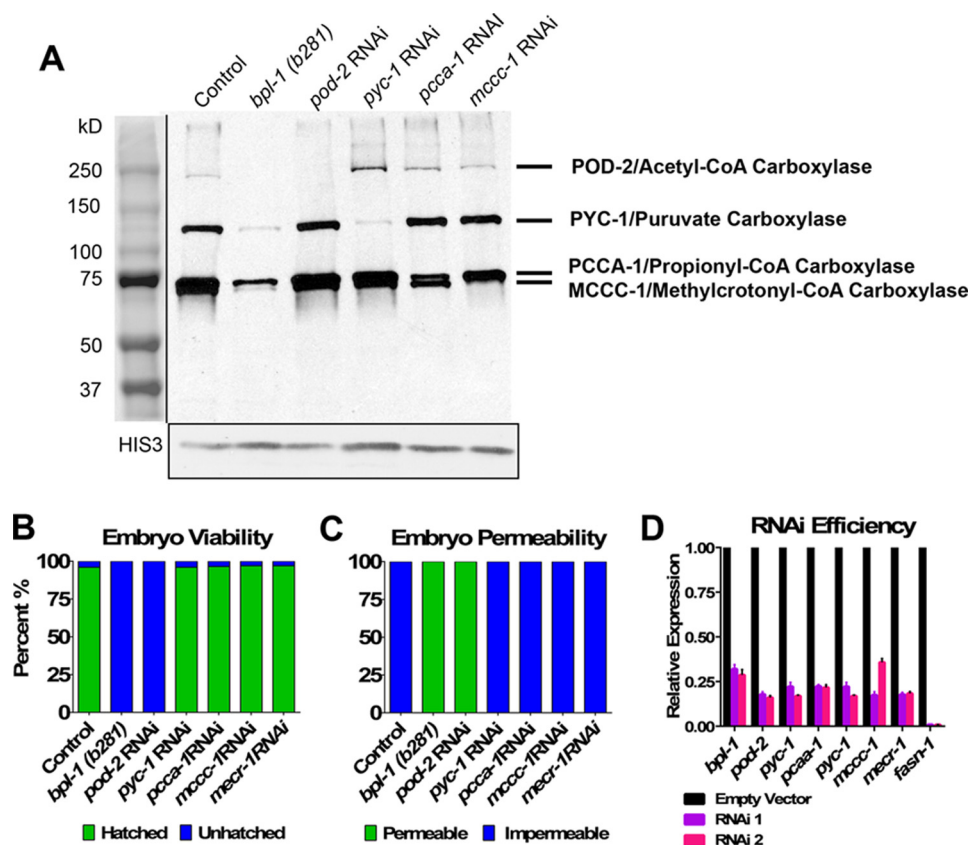 A
Control
bpl-1 (b281)
pod-2 RNAi
pyc-1 RNAi
pcca-1 RNAI
mccc-1 RNAi
kD
250
150
100
75
50
37
POD-2/Acetyl-CoA Carboxylase
PYC-1/Puruvate Carboxylase
PCCA-1/Propionyl-CoA Carboxylase
MCCC-1/Methylcrotonyl-CoA Carboxylase
HIS3
B
Embryo Viability
Percent %
100
75
50
25
0
Control
bpl-1 (b281)
pod-2 RNAi
pyc-1 RNAi
pcca-1RNAi
mccc-1RNAi
mecr-1RNAi
Hatched
Unhatched
C
Embryo Permeability
100
75
50
25
0
Control
bpl-1 (b281)
pod-2 RNAi
pyc-1 RNAi
pcca-1RNAi
mccc-1RNAi
mecr-1RNAi
Permeable
Impermeable
D
RNAi Efficiency
Relative Expression
1.00
0.75
0.50
0.25
0.00
bpl-1
pod-2
pyc-1
pcaa-1
pyc-1
mccc-1
mecr-1
fasn-1
Empty Vector
RNAi 1
RNAi 2